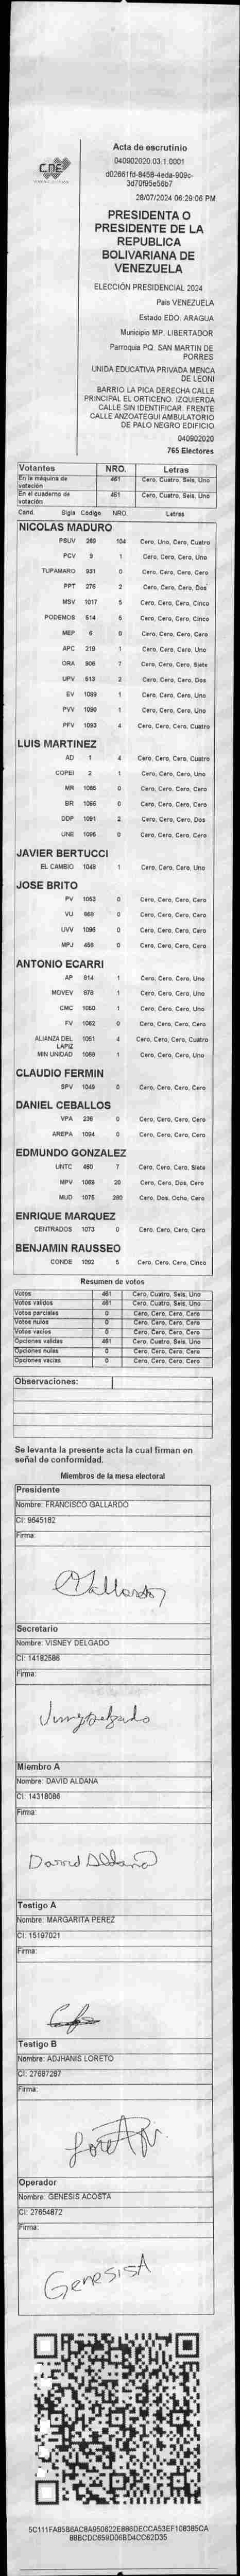 CNE
Acta de escrutinio
040902020.03.1.0001
d02661fd-8458-4eda-909c-
3d70f95e56b7
28/07/2024 06:29:06 PM
PRESIDENTA O
PRESIDENTE DE LA
REPUBLICA
BOLIVARIANA DE
VENEZUELA
ELECCIÓN PRESIDENCIAL 2024
País VENEZUELA
Estado EDO. ARAGUA
Municipio MP. LIBERTADOR
Parroquia PQ. SAN MARTIN DE
PORRES
UNIDA EDUCATIVA PRIVADA MENCA
DE LEONI
BARRIO LA PICA DERECHA CALLE
PRINCIPAL EL ORTICENO. IZQUIERDA
CALLE SIN IDENTIFICAR. FRENTE
CALLE ANZOATEGUI AMBULATORIO
DE PALO NEGRO EDIFICIO
040902020
765 Electores
Votantes NRO. Letras
En la máquina de votación 461 Cero, Cuatro, Seis, Uno
En el cuaderno de votación 461 Cero, Cuatro, Seis, Uno
Cand. Sigla Código NRO. Letras
NICOLAS MADURO
PSUV 269 104 Cero, Uno, Cero, Cuatro
PCV 9 1 Cero, Cero, Cero, Uno
TUPAMARO 931 0 Cero, Cero, Cero, Cero
PPT 276 2 Cero, Cero, Cero, Dos
MSV 1017 5 Cero, Cero, Cero, Cinco
PODEMOS 514 5 Cero, Cero, Cero, Cinco
MEP 6 0 Cero, Cero, Cero, Cero
APC 219 1 Cero, Cero, Cero, Uno
ORA 906 7 Cero, Cero, Cero, Siete
UPV 513 2 Cero, Cero, Cero, Dos
EV 1089 1 Cero, Cero, Cero, Uno
PVV 1090 1 Cero, Cero, Cero, Uno
PFV 1093 4 Cero, Cero, Cero, Cuatro
LUIS MARTINEZ
AD 1 4 Cero, Cero, Cero, Cuatro
COPEI 2 1 Cero, Cero, Cero, Uno
MR 1065 0 Cero, Cero, Cero, Cero
BR 1066 0 Cero, Cero, Cero, Cero
DDP 1091 2 Cero, Cero, Cero, Dos
UNE 1095 0 Cero, Cero, Cero, Cero
JAVIER BERTUCCI
EL CAMBIO 1048 1 Cero, Cero, Cero, Uno
JOSE BRITO
PV 1053 0 Cero, Cero, Cero, Cero
VU 868 0 Cero, Cero, Cero, Cero
UVV 1096 0 Cero, Cero, Cero, Cero
MPJ 456 0 Cero, Cero, Cero, Cero
ANTONIO ECARRI
AP 914 1 Cero, Cero, Cero, Uno
MOVEV 878 1 Cero, Cero, Cero, Uno
CMC 1050 1 Cero, Cero, Cero, Uno
FV 1062 0 Cero, Cero, Cero, Cero
ALIANZA DEL LAPIZ 1051 4 Cero, Cero, Cero, Cuatro
MIN UNIDAD 1068 1 Cero, Cero, Cero, Uno
CLAUDIO FERMIN
SPV 1049 0 Cero, Cero, Cero, Cero
DANIEL CEBALLOS
VPA 236 0 Cero, Cero, Cero, Cero
AREPA 1094 0 Cero, Cero, Cero, Cero
EDMUNDO GONZALEZ
UNTC 460 7 Cero, Cero, Cero, Siete
MPV 1069 20 Cero, Cero, Dos, Cero
MUD 1075 280 Cero, Dos, Ocho, Cero
ENRIQUE MARQUEZ
CENTRADOS 1073 0 Cero, Cero, Cero, Cero
BENJAMIN RAUSSEO
CONDE 1092 5 Cero, Cero, Cero, Cinco
Resumen de votos
Votos 461 Cero, Cuatro, Seis, Uno
Votos validos 461 Cero, Cuatro, Seis, Uno
Votos parciales 0 Cero, Cero, Cero, Cero
Votos nulos 0 Cero, Cero, Cero, Cero
Votos vacíos 0 Cero, Cero, Cero, Cero
Opciones validas 461 Cero, Cuatro, Seis, Uno
Opciones nulas 0 Cero, Cero, Cero, Cero
Opciones vacías 0 Cero, Cero, Cero, Cero
Observaciones:
Se levanta la presente acta la cual firman en
señal de conformidad.
Miembros de la mesa electoral
Presidente
Nombre: FRANCISCO GALLARDO
CI: 9645182
Firma:
Gallardo
Secretario
Nombre: VISNEY DELGADO
CI: 14182586
Firma:
Miembro A
Nombre: DAVID ALDANA
CI: 14318086
Firma:
David Aldana
Testigo A
Nombre: MARGARITA PEREZ
CI: 15197021
Firma:
Testigo B
Nombre: ADJHANIS LORETO
CI: 27687287
Firma:
Operador
Nombre: GENESIS ACOSTA
CI: 27654872
Firma:
GenesisA
5C111FAB5B6AC8A950622E886DECCA53EF108385CA
88BCDC659D06BD4CC62D35